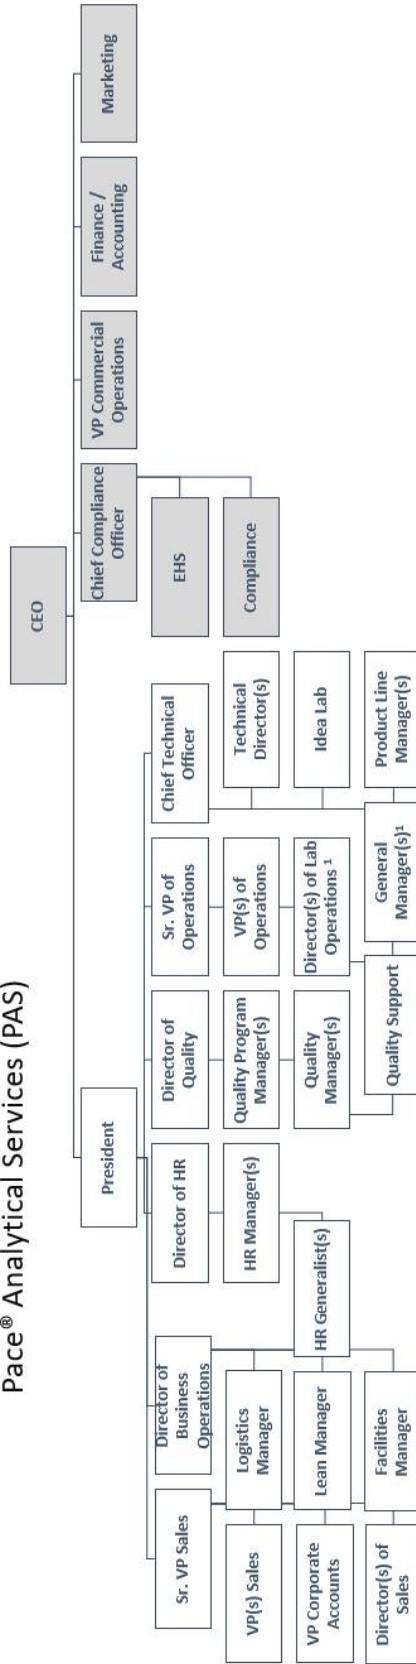 Pace® Analytical Services (PAS)
CEO
President
Chief Compliance
Officer
VP Commercial
Operations
Finance /
Accounting
Marketing
Sr. VP Sales
Director of
Business
Operations
Director of HR
Director of
Quality
Sr. VP of
Operations
Chief Technical
Officer
EHS
VP(s) Sales
Logistics
Manager
HR Manager(s)
Quality Program
Manager(s)
VP(s) of
Operations
Technical
Director(s)
Compliance
VP Corporate
Accounts
Lean Manager
HR Generalist(s)
Quality
Manager(s)
Director(s) of Lab
Operations ¹
Idea Lab
Director(s) of
Sales
Facilities
Manager
Quality Support
General
Manager(s)¹
Product Line
Manager(s)